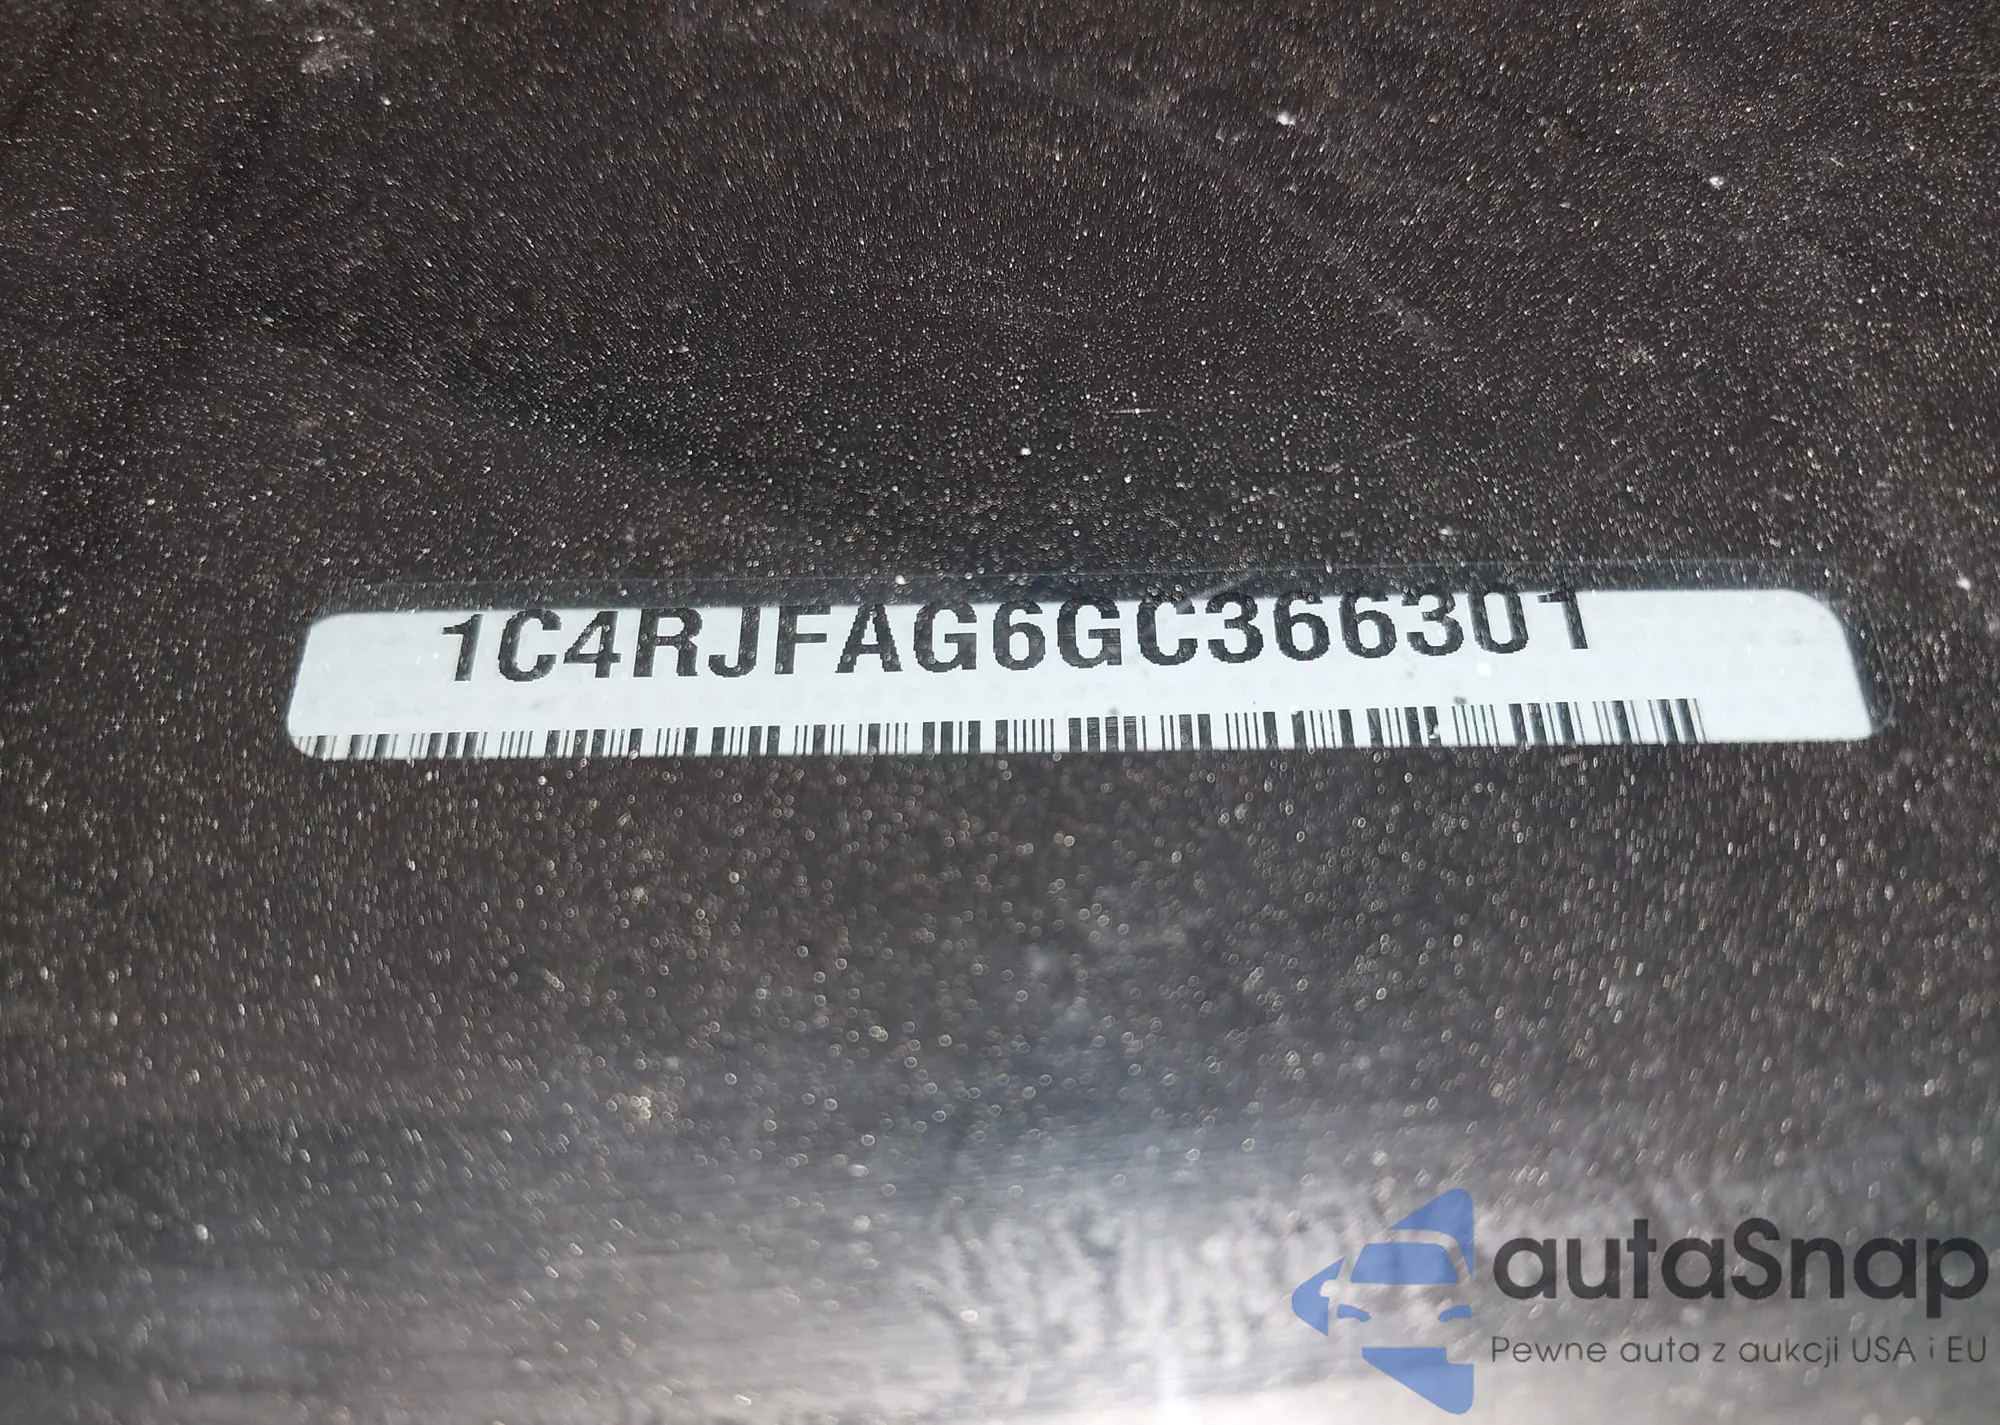 1C4RJFAG6GC366301
autaSnap
Pewne auta z aukcji USA i EU